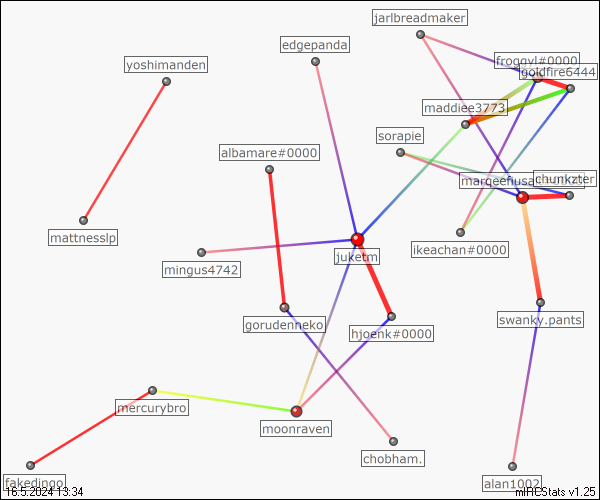 jarlbreadmaker
edgepanda
froggyl#0000
goldfire6444
yoshimanden
maddiee3773
sorapie
albamare#0000
chunkzter
mattnesslp
ikeachan#0000
juketm
mingus4742
swanky.pants
gorudenneko
hjoenk#0000
mercurybro
moonraven
chobham.
fakedingo
alan1002
16.5.2024 13.34
mIRCStats v1.25